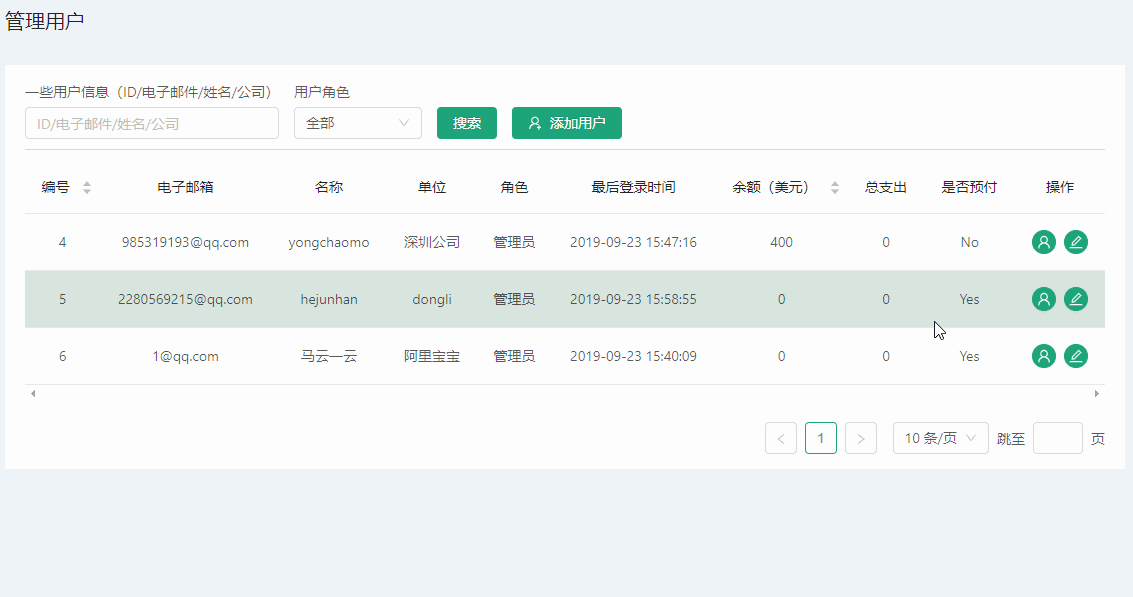 管理用户
一些用户信息（ID/电子邮件/姓名/公司） 用户角色
ID/电子邮件/姓名/公司 全部 搜索 添加用户
编号 电子邮箱 名称 单位 角色 最后登录时间 余额（美元） 总支出 是否预付 操作
4 985319193@qq.com yongchaomo 深圳公司 管理员 2019-09-23 15:47:16 400 0 No
5 2280569215@qq.com hejunhan dongli 管理员 2019-09-23 15:58:55 0 0 Yes
6 1@qq.com 马云一云 阿里宝宝 管理员 2019-09-23 15:40:09 0 0 Yes
1 10 条/页 跳至 页